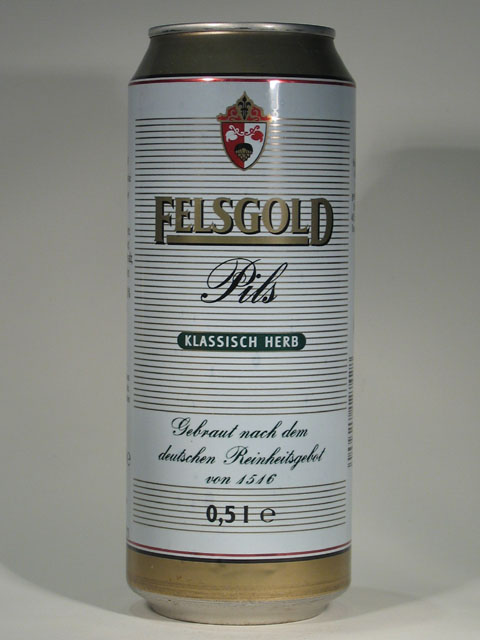 FELSGOLD
Pils
KLASSISCH HERB
Gebraut nach dem
deutschen Reinheitsgebot
von 1516
0,5 l e